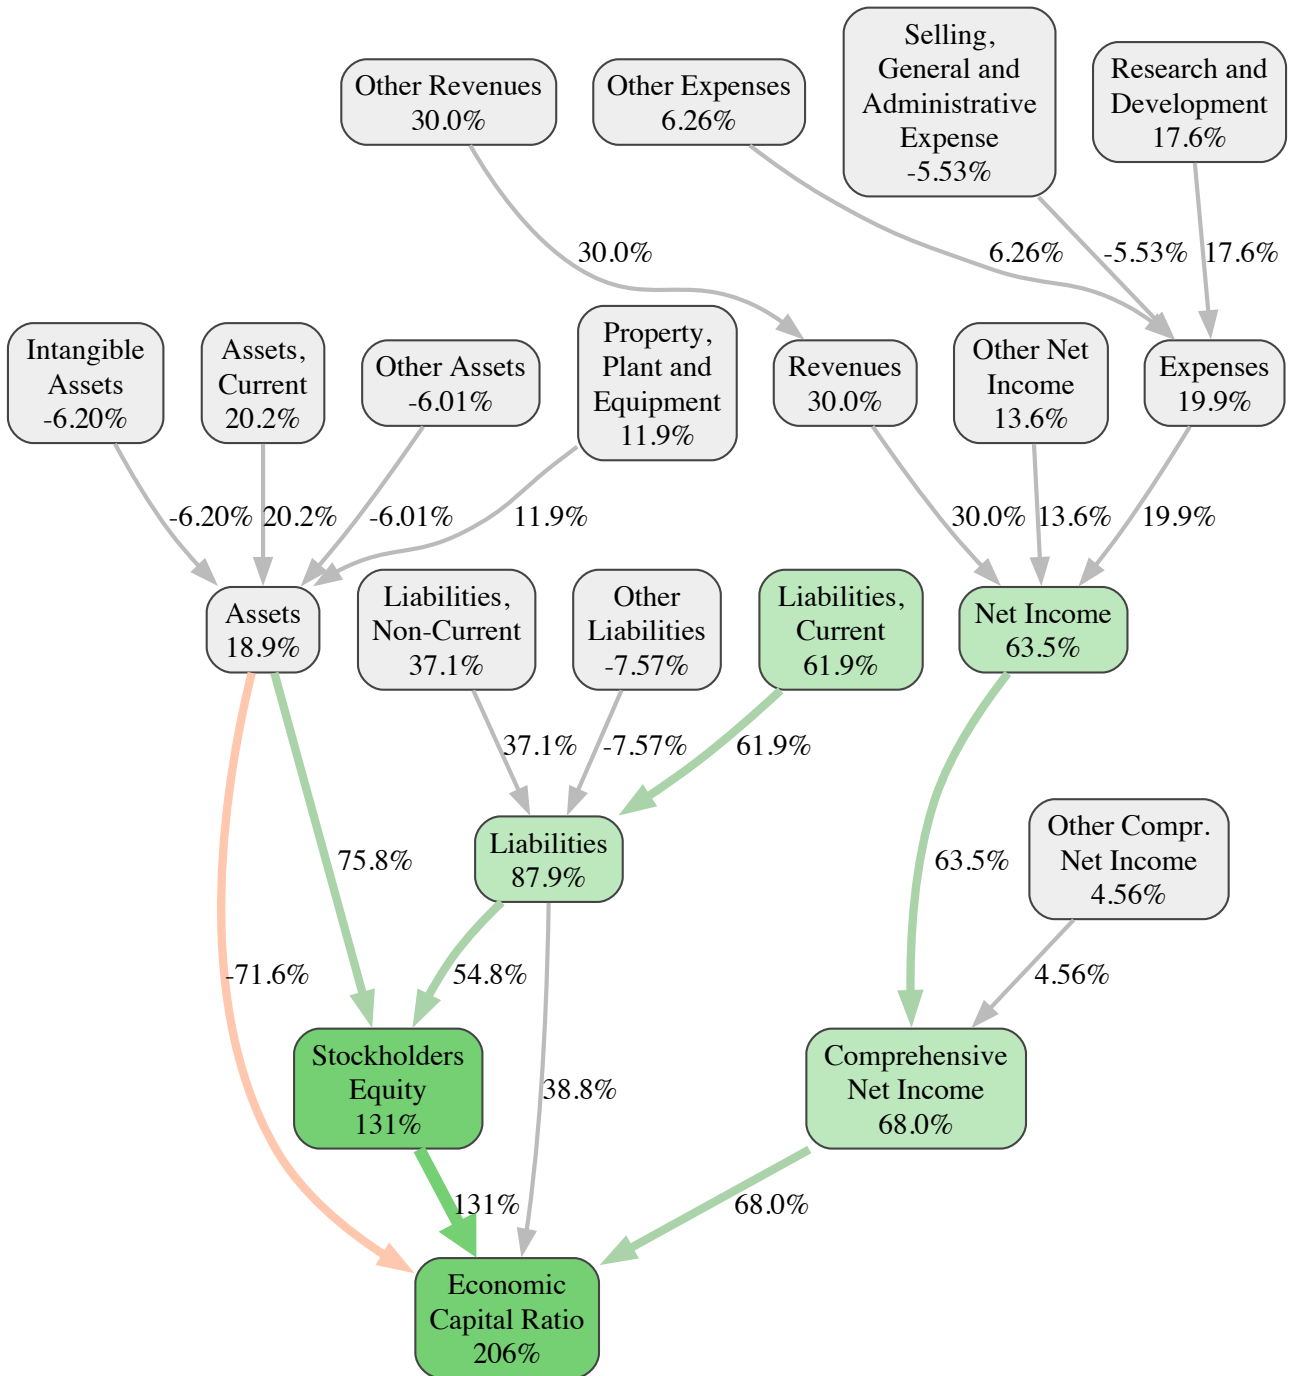 Selling,
General and
Administrative
Expense
-5.53%
Other Revenues
30.0%
Other Expenses
6.26%
Research and
Development
17.6%
30.0%
6.26%
-5.53%
17.6%
Intangible
Assets
-6.20%
Assets,
Current
20.2%
Other Assets
-6.01%
Property,
Plant and
Equipment
11.9%
Revenues
30.0%
Other Net
Income
13.6%
Expenses
19.9%
-6.20%
20.2%
-6.01%
11.9%
30.0%
13.6%
19.9%
Assets
18.9%
Liabilities,
Non-Current
37.1%
Other
Liabilities
-7.57%
Liabilities,
Current
61.9%
Net Income
63.5%
37.1%
-7.57%
61.9%
75.8%
Liabilities
87.9%
63.5%
Other Compr.
Net Income
4.56%
-71.6%
54.8%
4.56%
Stockholders
Equity
131%
38.8%
Comprehensive
Net Income
68.0%
131%
68.0%
Economic
Capital Ratio
206%